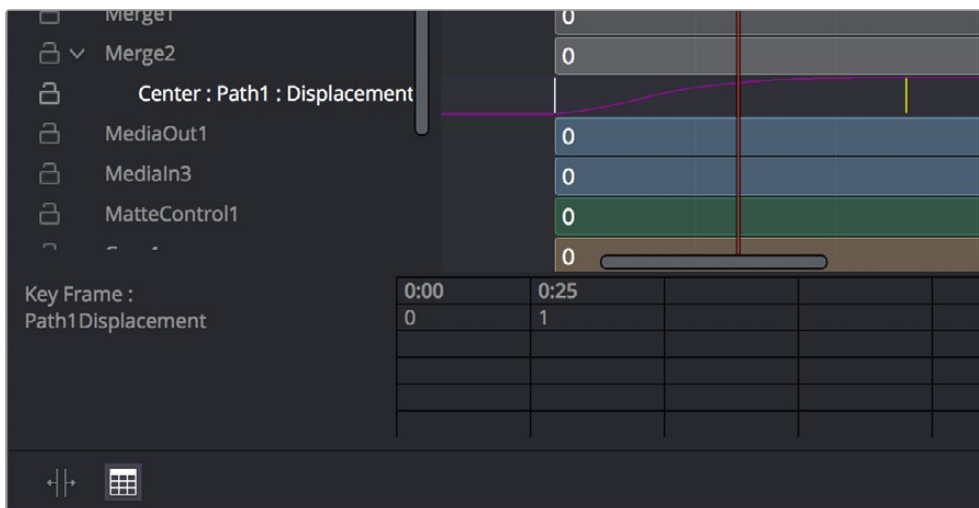 Merge1 0
Merge2 0
Center : Path1 : Displacement
MediaOut1 0
MediaIn3 0
MatteControl1 0
0
Key Frame : 0:00 0:25
Path1Displacement 0 1